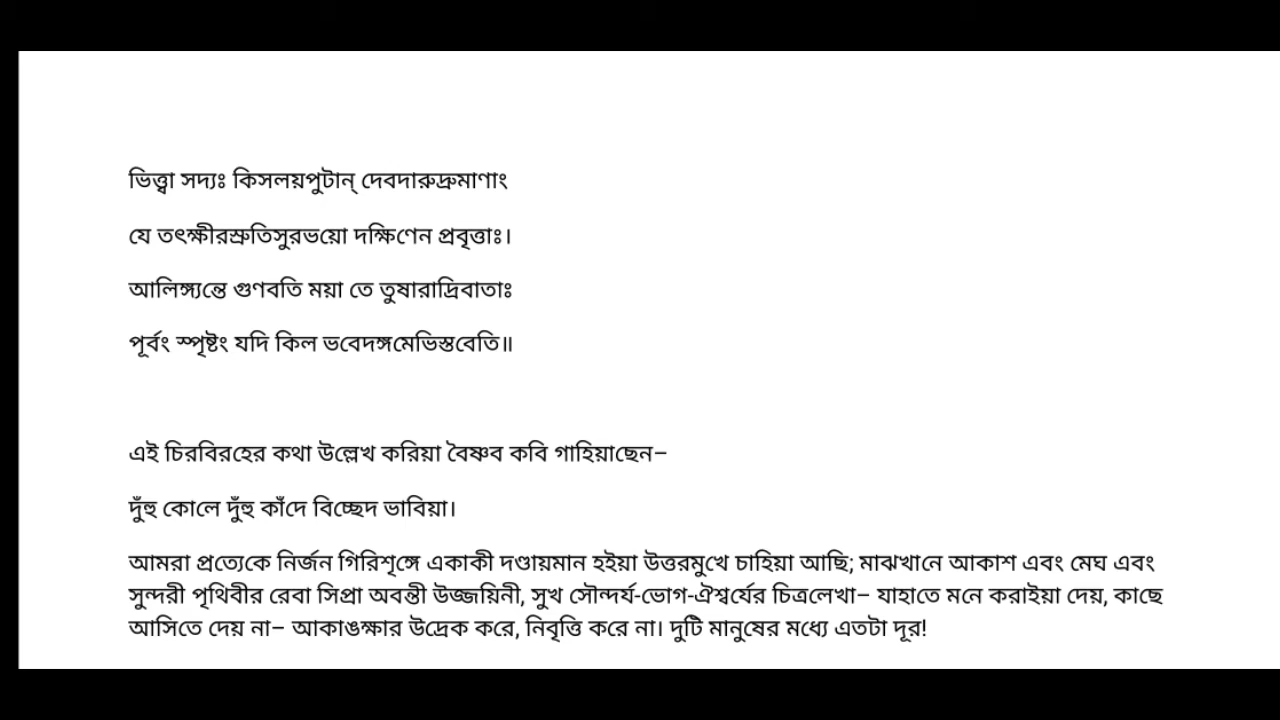 ভিত্ত্বা সদ্যঃ কিসলয়পুটান্ দেবদারুদ্রুমাণাং
যে তৎক্ষীরস্রুতিসুরভয়ো দক্ষিণেন প্রবৃত্তাঃ।
আলিঙ্গ্যন্তে গুণবতি ময়া তে তুষারাদ্রিবাতাঃ
পূর্বং স্পৃষ্টং যদি কিল ভবেদঙ্গমেভিস্তবেতি॥
এই চিরবিরহের কথা উল্লেখ করিয়া বৈষ্ণব কবি গাহিয়াছেন–
দুঁহু কোলে দুঁহু কাঁদে বিচ্ছেদ ভাবিয়া।
আমরা প্রত্যেকে নির্জন গিরিশৃঙ্গে একাকী দণ্ডায়মান হইয়া উত্তরমুখে চাহিয়া আছি; মাঝখানে আকাশ এবং মেঘ এবং
সুন্দরী পৃথিবীর রেবা সিপ্রা অবন্তী উজ্জয়িনী, সুখ সৌন্দর্য-ভোগ-ঐশ্বর্যের চিত্রলেখা– যাহাতে মনে করাইয়া দেয়, কাছে
আসিতে দেয় না– আকাঙক্ষার উদ্রেক করে, নিবৃত্তি করে না। দুটি মানুষের মধ্যে এতটা দূর!